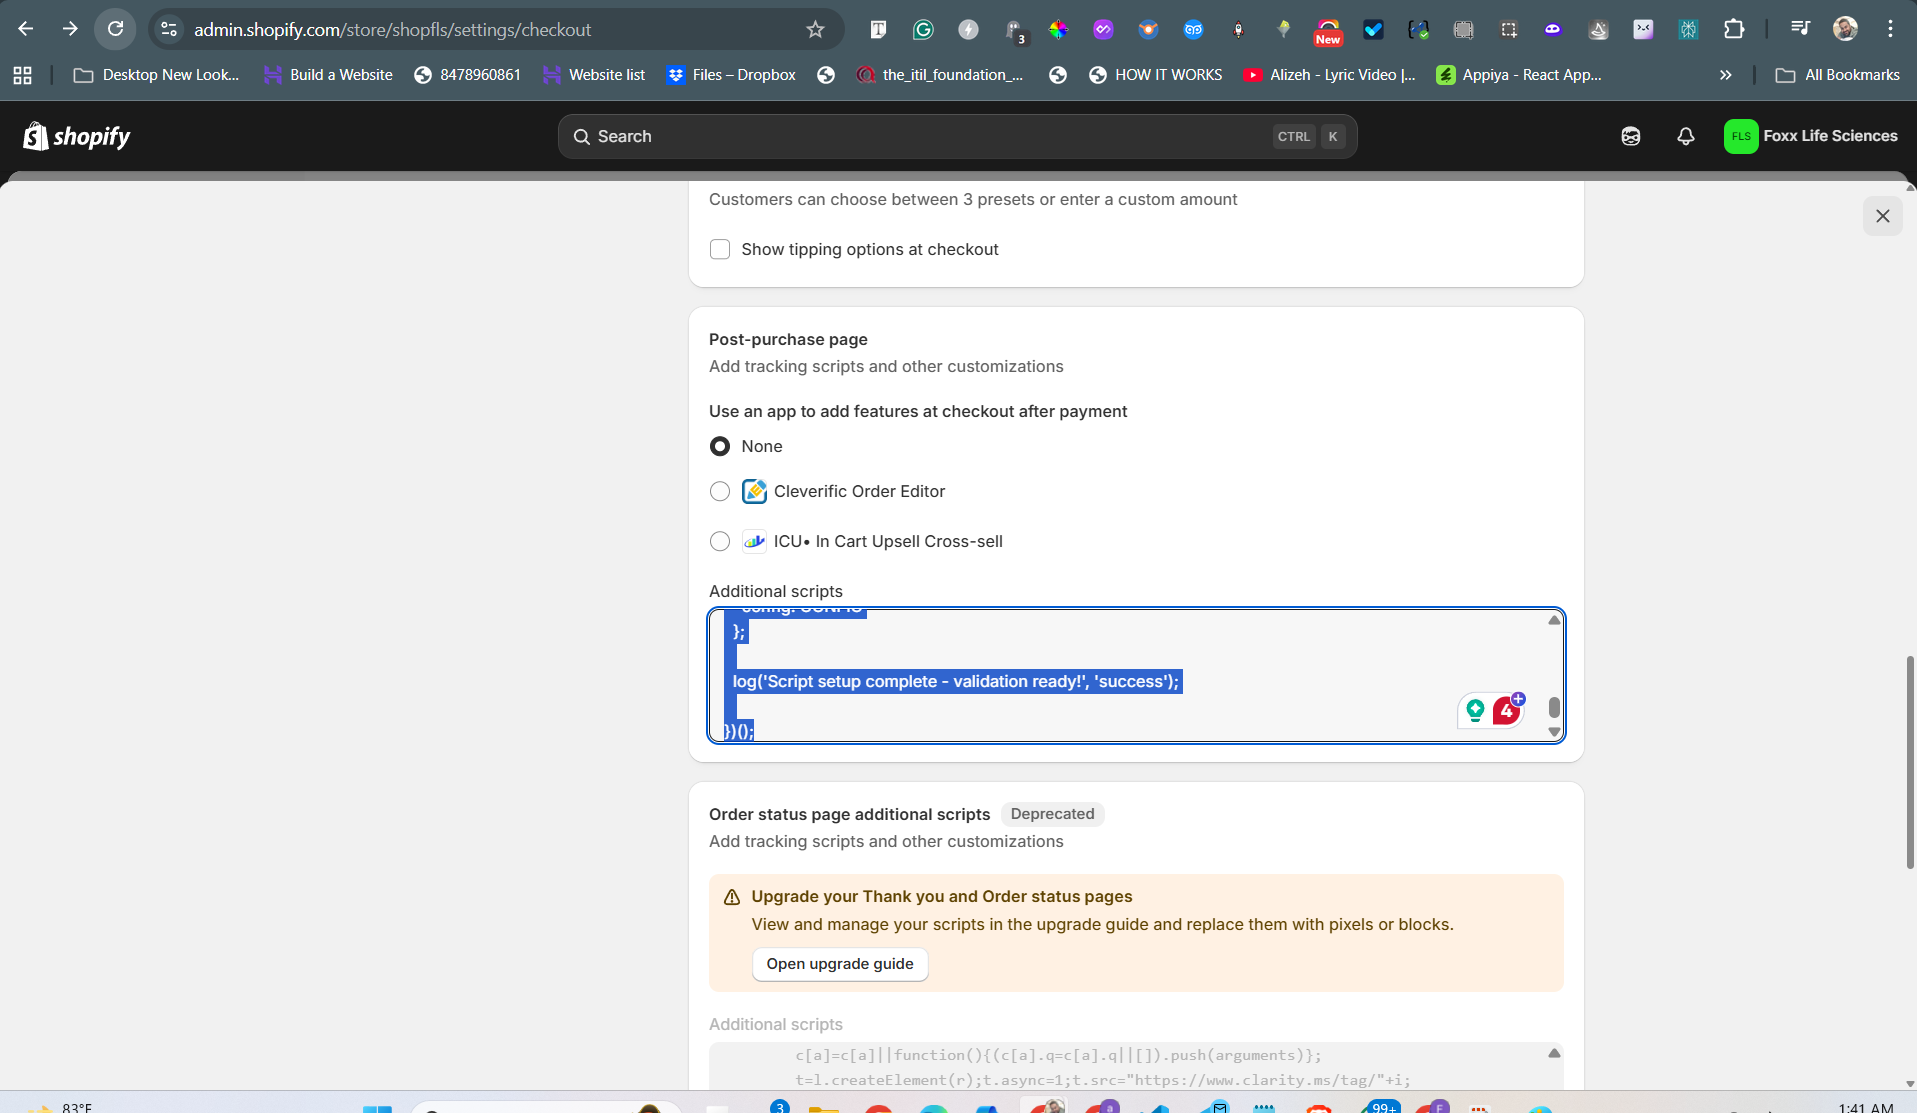 admin.shopify.com/store/shopfls/settings/checkout
3
New
Desktop New Look...
Build a Website
8478960861
Website list
Files – Dropbox
the_itil_foundation_...
HOW IT WORKS
Alizeh - Lyric Video |...
Appiya - React App...
»
All Bookmarks
shopify
Search
CTRL K
FLS
Foxx Life Sciences
Customers can choose between 3 presets or enter a custom amount
Show tipping options at checkout
Post-purchase page
Add tracking scripts and other customizations
Use an app to add features at checkout after payment
None
Cleverific Order Editor
ICU• In Cart Upsell Cross-sell
Additional scripts
};
log('Script setup complete - validation ready!', 'success');
})();
4
Order status page additional scripts Deprecated
Add tracking scripts and other customizations
Upgrade your Thank you and Order status pages
View and manage your scripts in the upgrade guide and replace them with pixels or blocks.
Open upgrade guide
Additional scripts
c[a]=c[a]||function(){(c[a].q=c[a].q||[]).push(arguments)};
t=l.createElement(r);t.async=1;t.src="https://www.clarity.ms/tag/"+i;
83°F
3
99+
1:41 AM